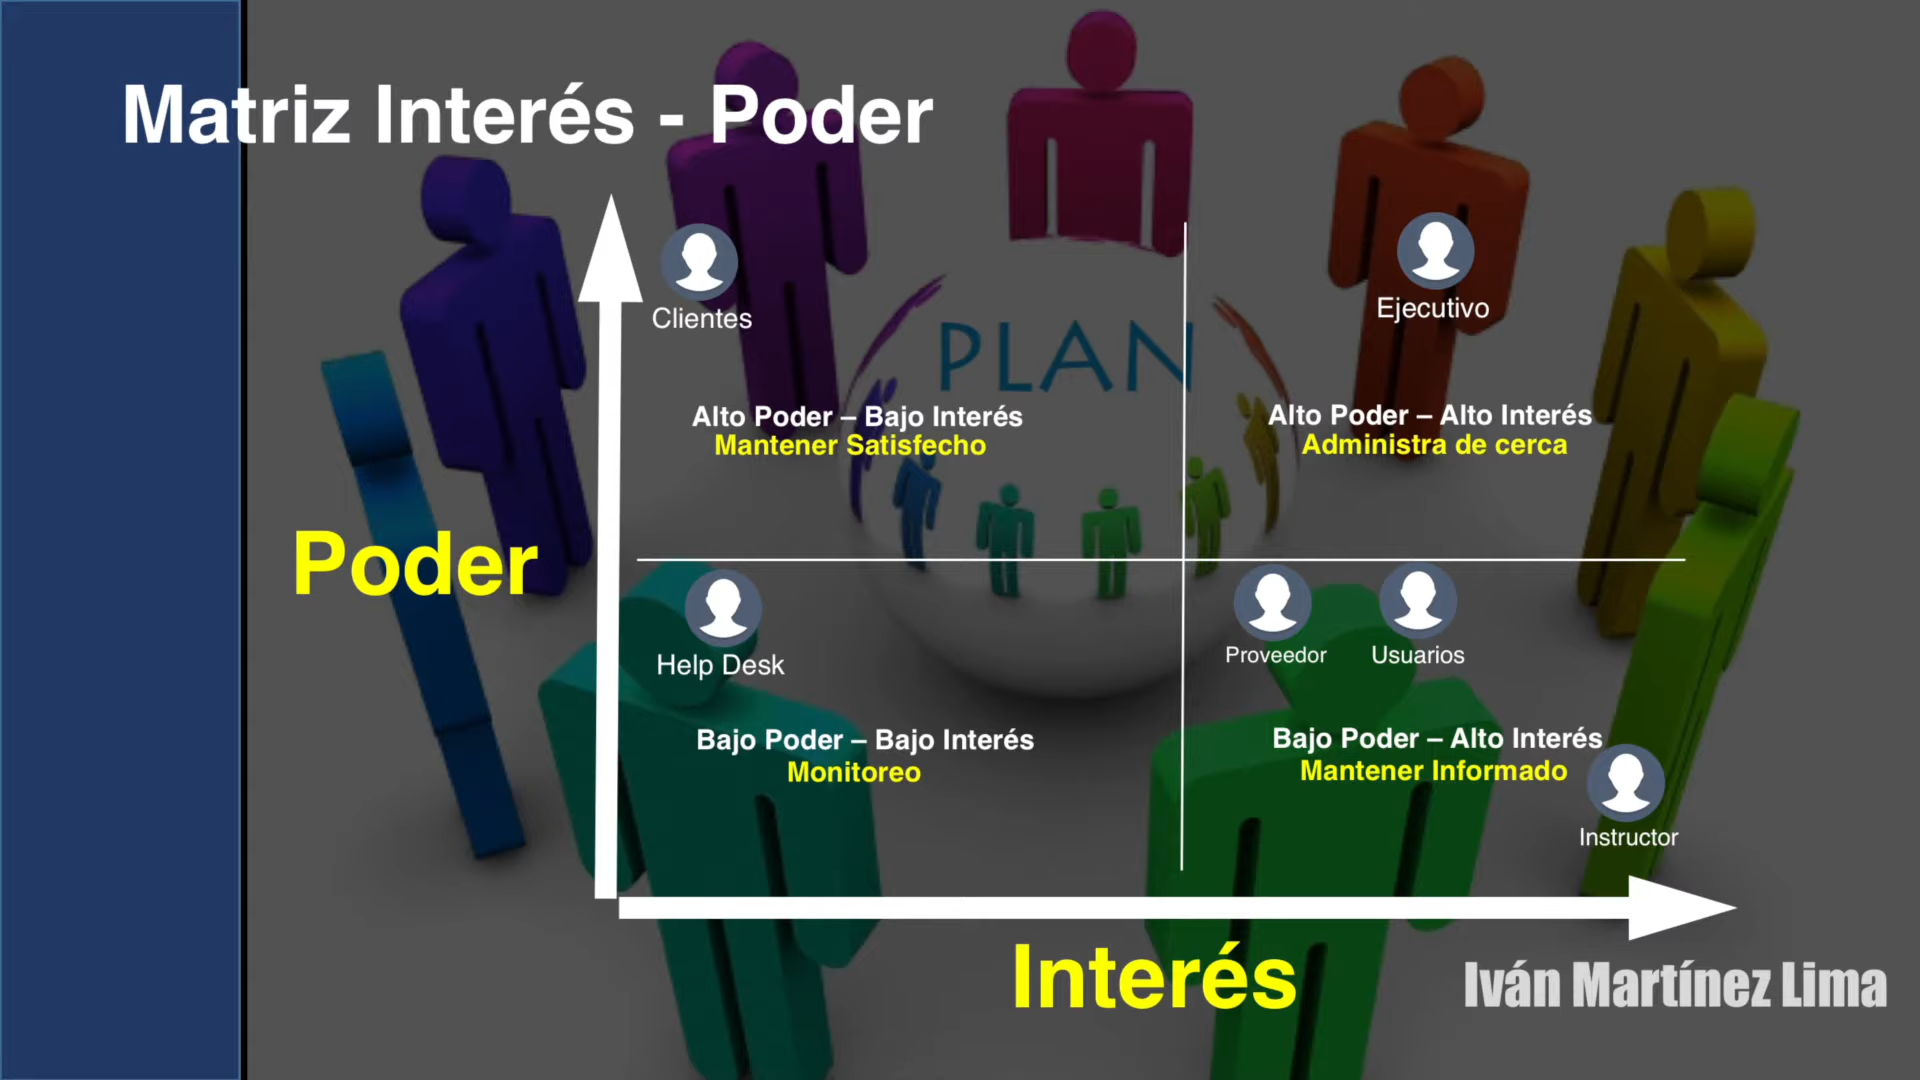 Matriz Interés - Poder
Clientes
Ejecutivo
PLAN
Alto Poder – Bajo Interés
Mantener Satisfecho
Alto Poder – Alto Interés
Administra de cerca
Poder
Help Desk
Proveedor
Usuarios
Bajo Poder – Bajo Interés
Monitoreo
Bajo Poder – Alto Interés
Mantener Informado
Instructor
Interés
Iván Martínez Lima